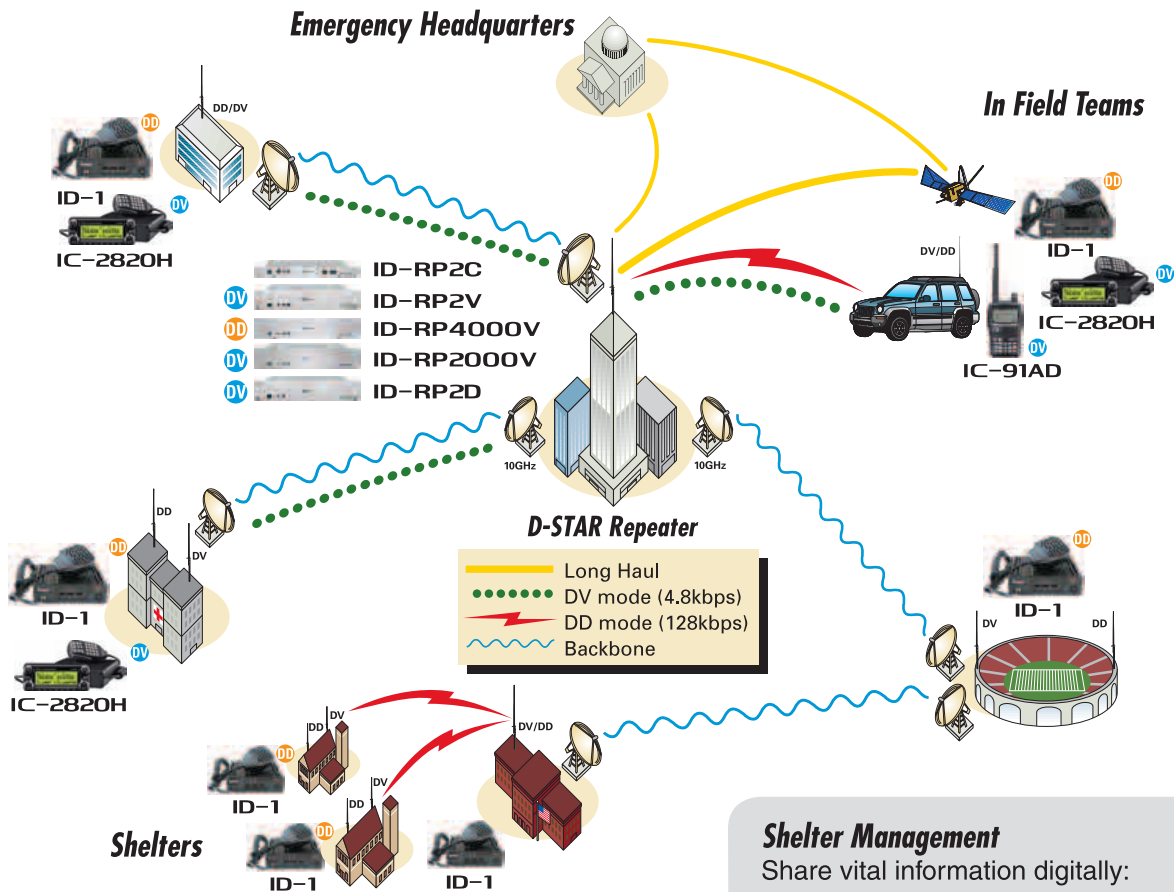 Emergency Headquarters
In Field Teams
DD/DV
DD
ID-1
DV
IC-2820H
ID-RP2C
DV ID-RP2V
DD ID-RP4000V
DV ID-RP2000V
DV ID-RP2D
DD
ID-1
DV/DD
DV
IC-2820H
DV
IC-91AD
10GHz
10GHz
D-STAR Repeater
Long Haul
DV mode (4.8kbps)
DD mode (128kbps)
Backbone
DD
DV
DD
ID-1
DV
IC-2820H
DD
ID-1
DV
DD
DV
DD
DD
ID-1
DV
DD
DD
ID-1
DV/DD
ID-1
Shelters
Shelter Management
Share vital information digitally: